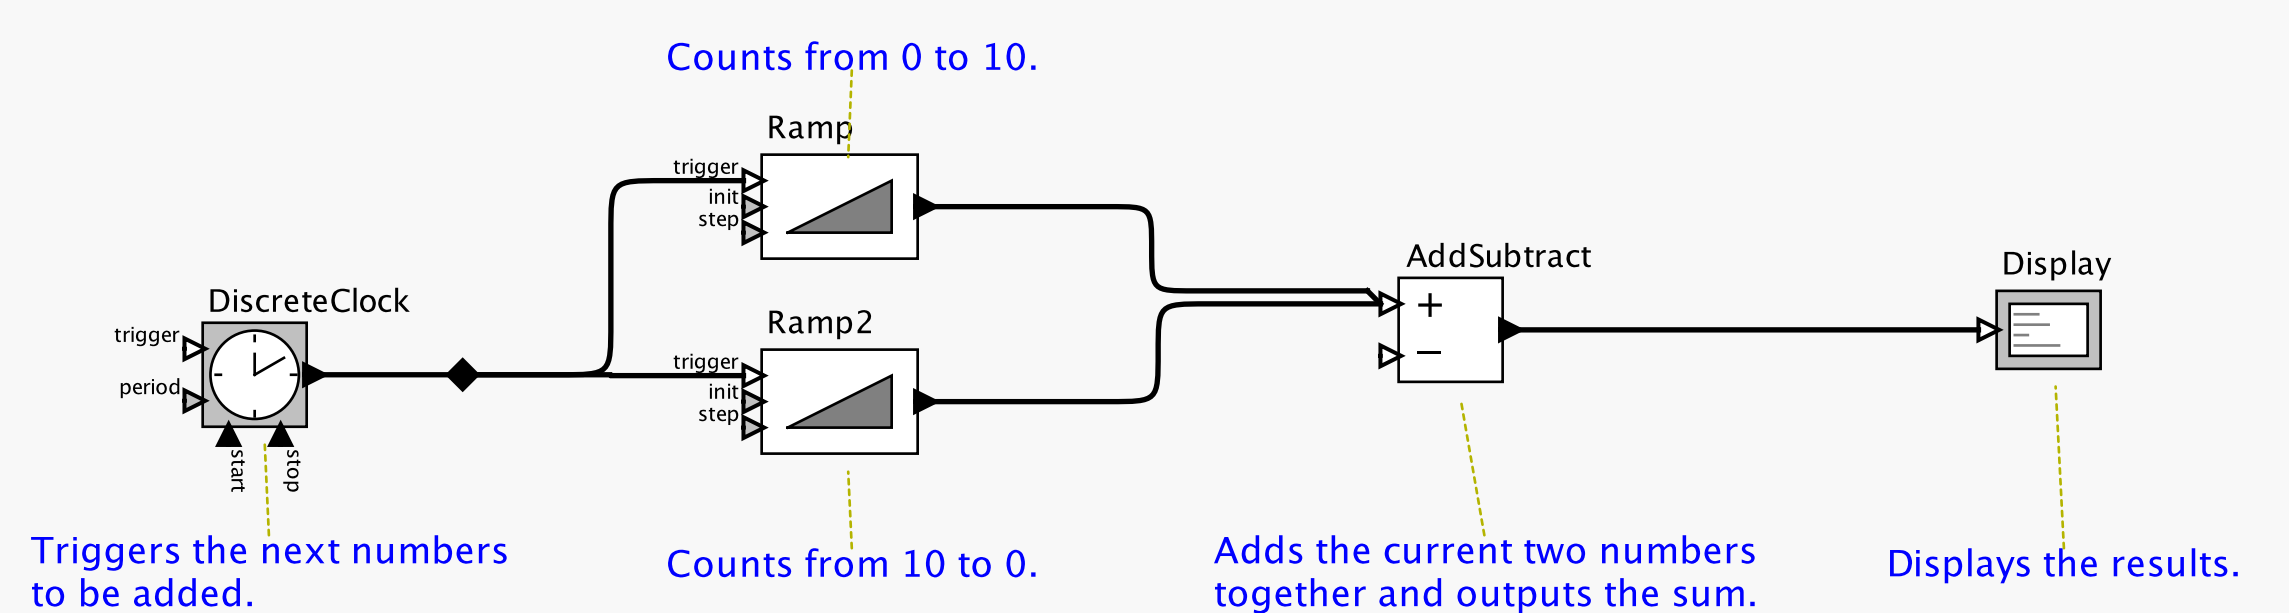 Counts from 0 to 10.
Ramp
trigger
init
step
DiscreteClock
trigger
period
start
stop
Triggers the next numbers
to be added.
Ramp2
trigger
init
step
Counts from 10 to 0.
AddSubtract
+
−
Adds the current two numbers
together and outputs the sum.
Display
Displays the results.